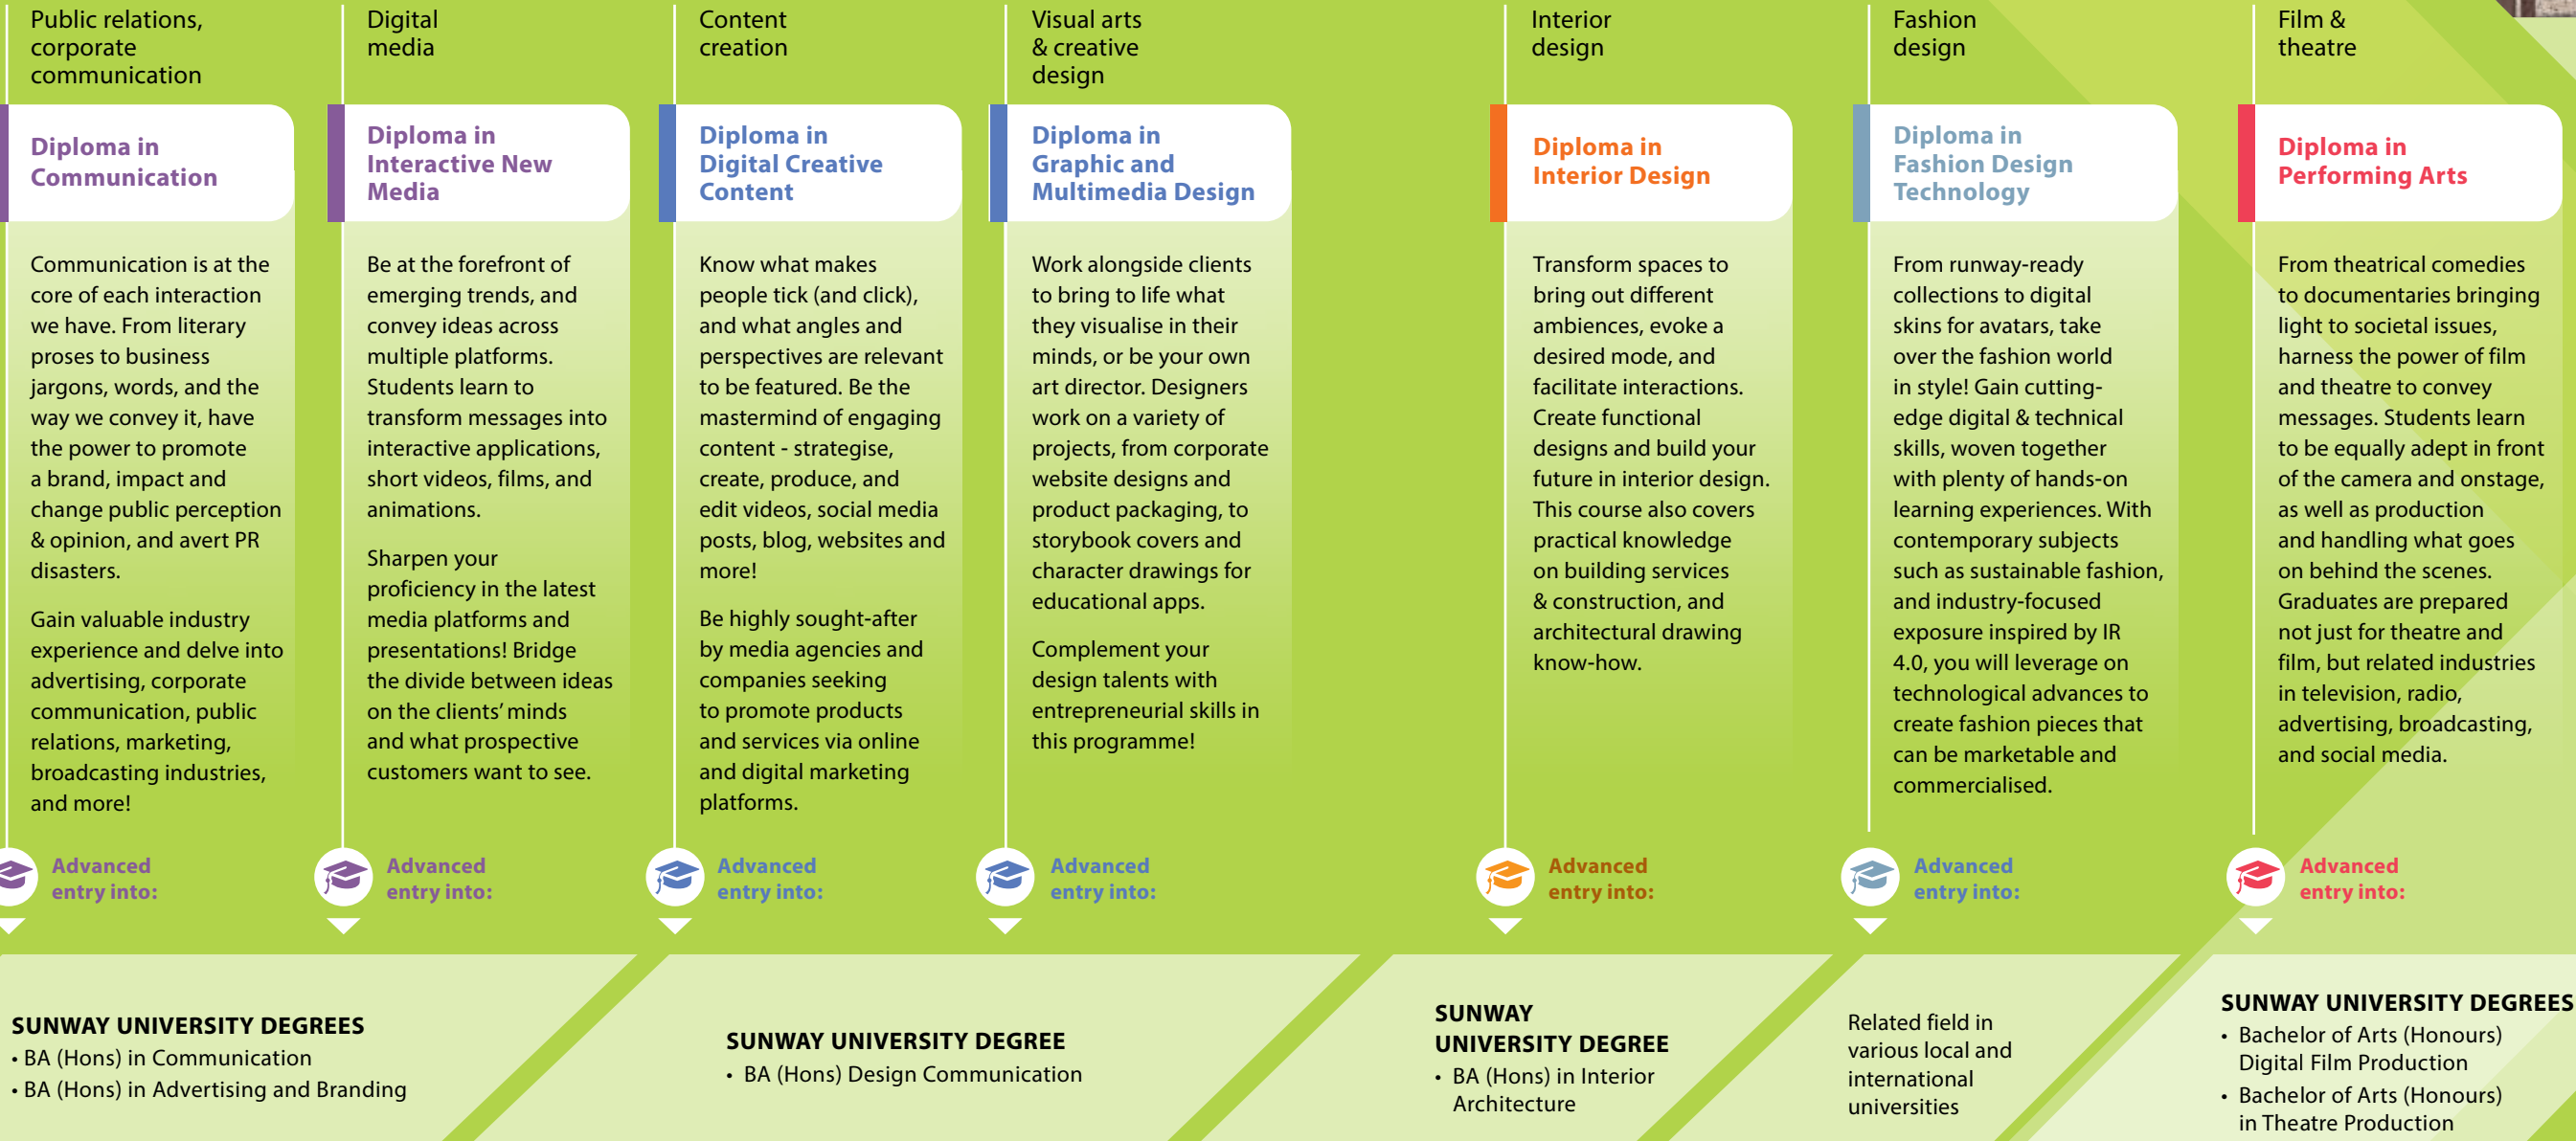 Public relations,
corporate
communication
Diploma in
Communication
Communication is at the
core of each interaction
we have. From literary
proses to business
jargons, words, and the
way we convey it, have
the power to promote
a brand, impact and
change public perception
& opinion, and avert PR
disasters.
Gain valuable industry
experience and delve into
advertising, corporate
communication, public
relations, marketing,
broadcasting industries,
and more!
Advanced
entry into:
Digital
media
Diploma in
Interactive New
Media
Be at the forefront of
emerging trends, and
convey ideas across
multiple platforms.
Students learn to
transform messages into
interactive applications,
short videos, films, and
animations.
Sharpen your
proficiency in the latest
media platforms and
presentations! Bridge
the divide between ideas
on the clients' minds
and what prospective
customers want to see.
Advanced
entry into:
SUNWAY UNIVERSITY DEGREES
• BA (Hons) in Communication
• BA (Hons) in Advertising and Branding
Content
creation
Diploma in
Digital Creative
Content
Know what makes
people tick (and click),
and what angles and
perspectives are relevant
to be featured. Be the
mastermind of engaging
content - strategise,
create, produce, and
edit videos, social media
posts, blog, websites and
more!
Be highly sought-after
by media agencies and
companies seeking
to promote products
and services via online
and digital marketing
platforms.
Advanced
entry into:
Visual arts
& creative
design
Diploma in
Graphic and
Multimedia Design
Work alongside clients
to bring to life what
they visualise in their
minds, or be your own
art director. Designers
work on a variety of
projects, from corporate
website designs and
product packaging, to
storybook covers and
character drawings for
educational apps.
Complement your
design talents with
entrepreneurial skills in
this programme!
Advanced
entry into:
SUNWAY UNIVERSITY DEGREE
• BA (Hons) Design Communication
Interior
design
Diploma in
Interior Design
Transform spaces to
bring out different
ambiences, evoke a
desired mode, and
facilitate interactions.
Create functional
designs and build your
future in interior design.
This course also covers
practical knowledge
on building services
& construction, and
architectural drawing
know-how.
Advanced
entry into:
SUNWAY
UNIVERSITY DEGREE
• BA (Hons) in Interior
Architecture
Fashion
design
Diploma in
Fashion Design
Technology
From runway-ready
collections to digital
skins for avatars, take
over the fashion world
in style! Gain cutting-
edge digital & technical
skills, woven together
with plenty of hands-on
learning experiences. With
contemporary subjects
such as sustainable fashion,
and industry-focused
exposure inspired by IR
4.0, you will leverage on
technological advances to
create fashion pieces that
can be marketable and
commercialised.
Advanced
entry into:
Related field in
various local and
international
universities
Film &
theatre
Diploma in
Performing Arts
From theatrical comedies
to documentaries bringing
light to societal issues,
harness the power of film
and theatre to convey
messages. Students learn
to be equally adept in front
of the camera and onstage,
as well as production
and handling what goes
on behind the scenes.
Graduates are prepared
not just for theatre and
film, but related industries
in television, radio,
advertising, broadcasting,
and social media.
Advanced
entry into:
SUNWAY UNIVERSITY DEGREES
• Bachelor of Arts (Honours)
Digital Film Production
• Bachelor of Arts (Honours)
in Theatre Production